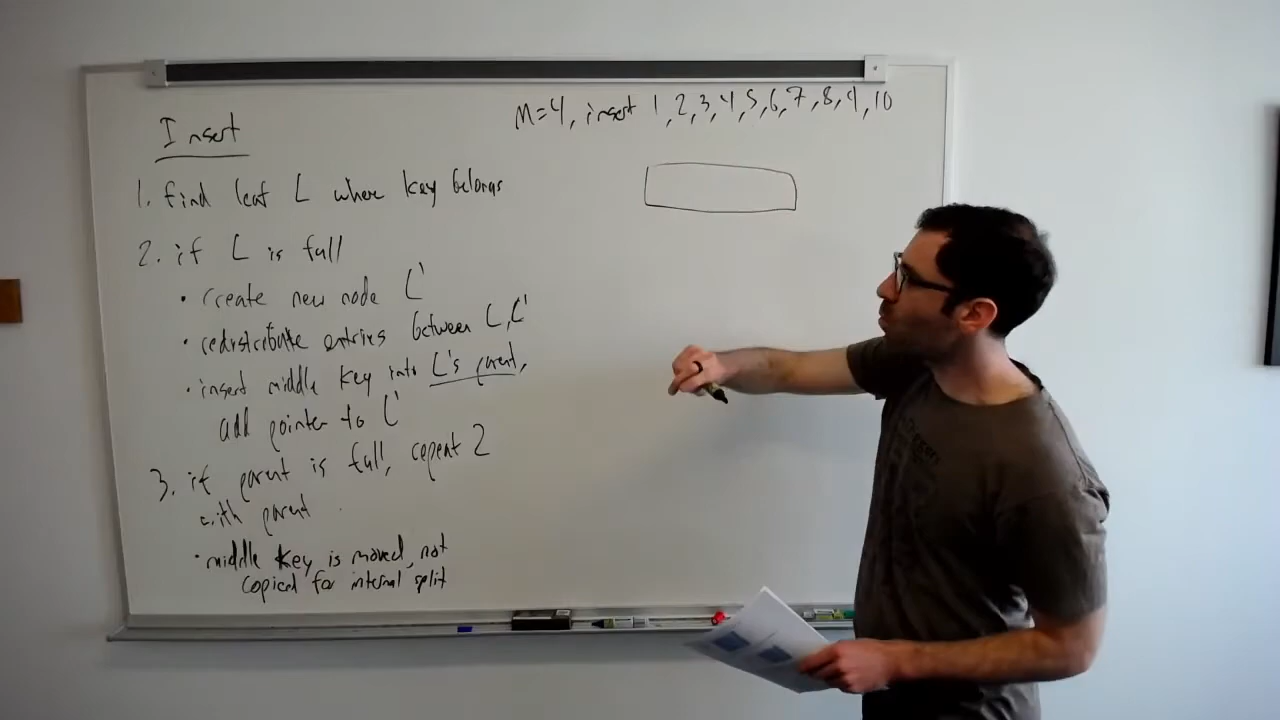 Insert
1. find leaf L where key belongs
2. if L is full
• create new node L'
• redistribute entries between L, L'
• insert middle key into L's parent,
add pointer to L'
3. if parent is full, repeat 2
with parent
• middle key is moved, not
copied for internal split
M=4, insert 1,2,3,4,5,6,7,8,9,10